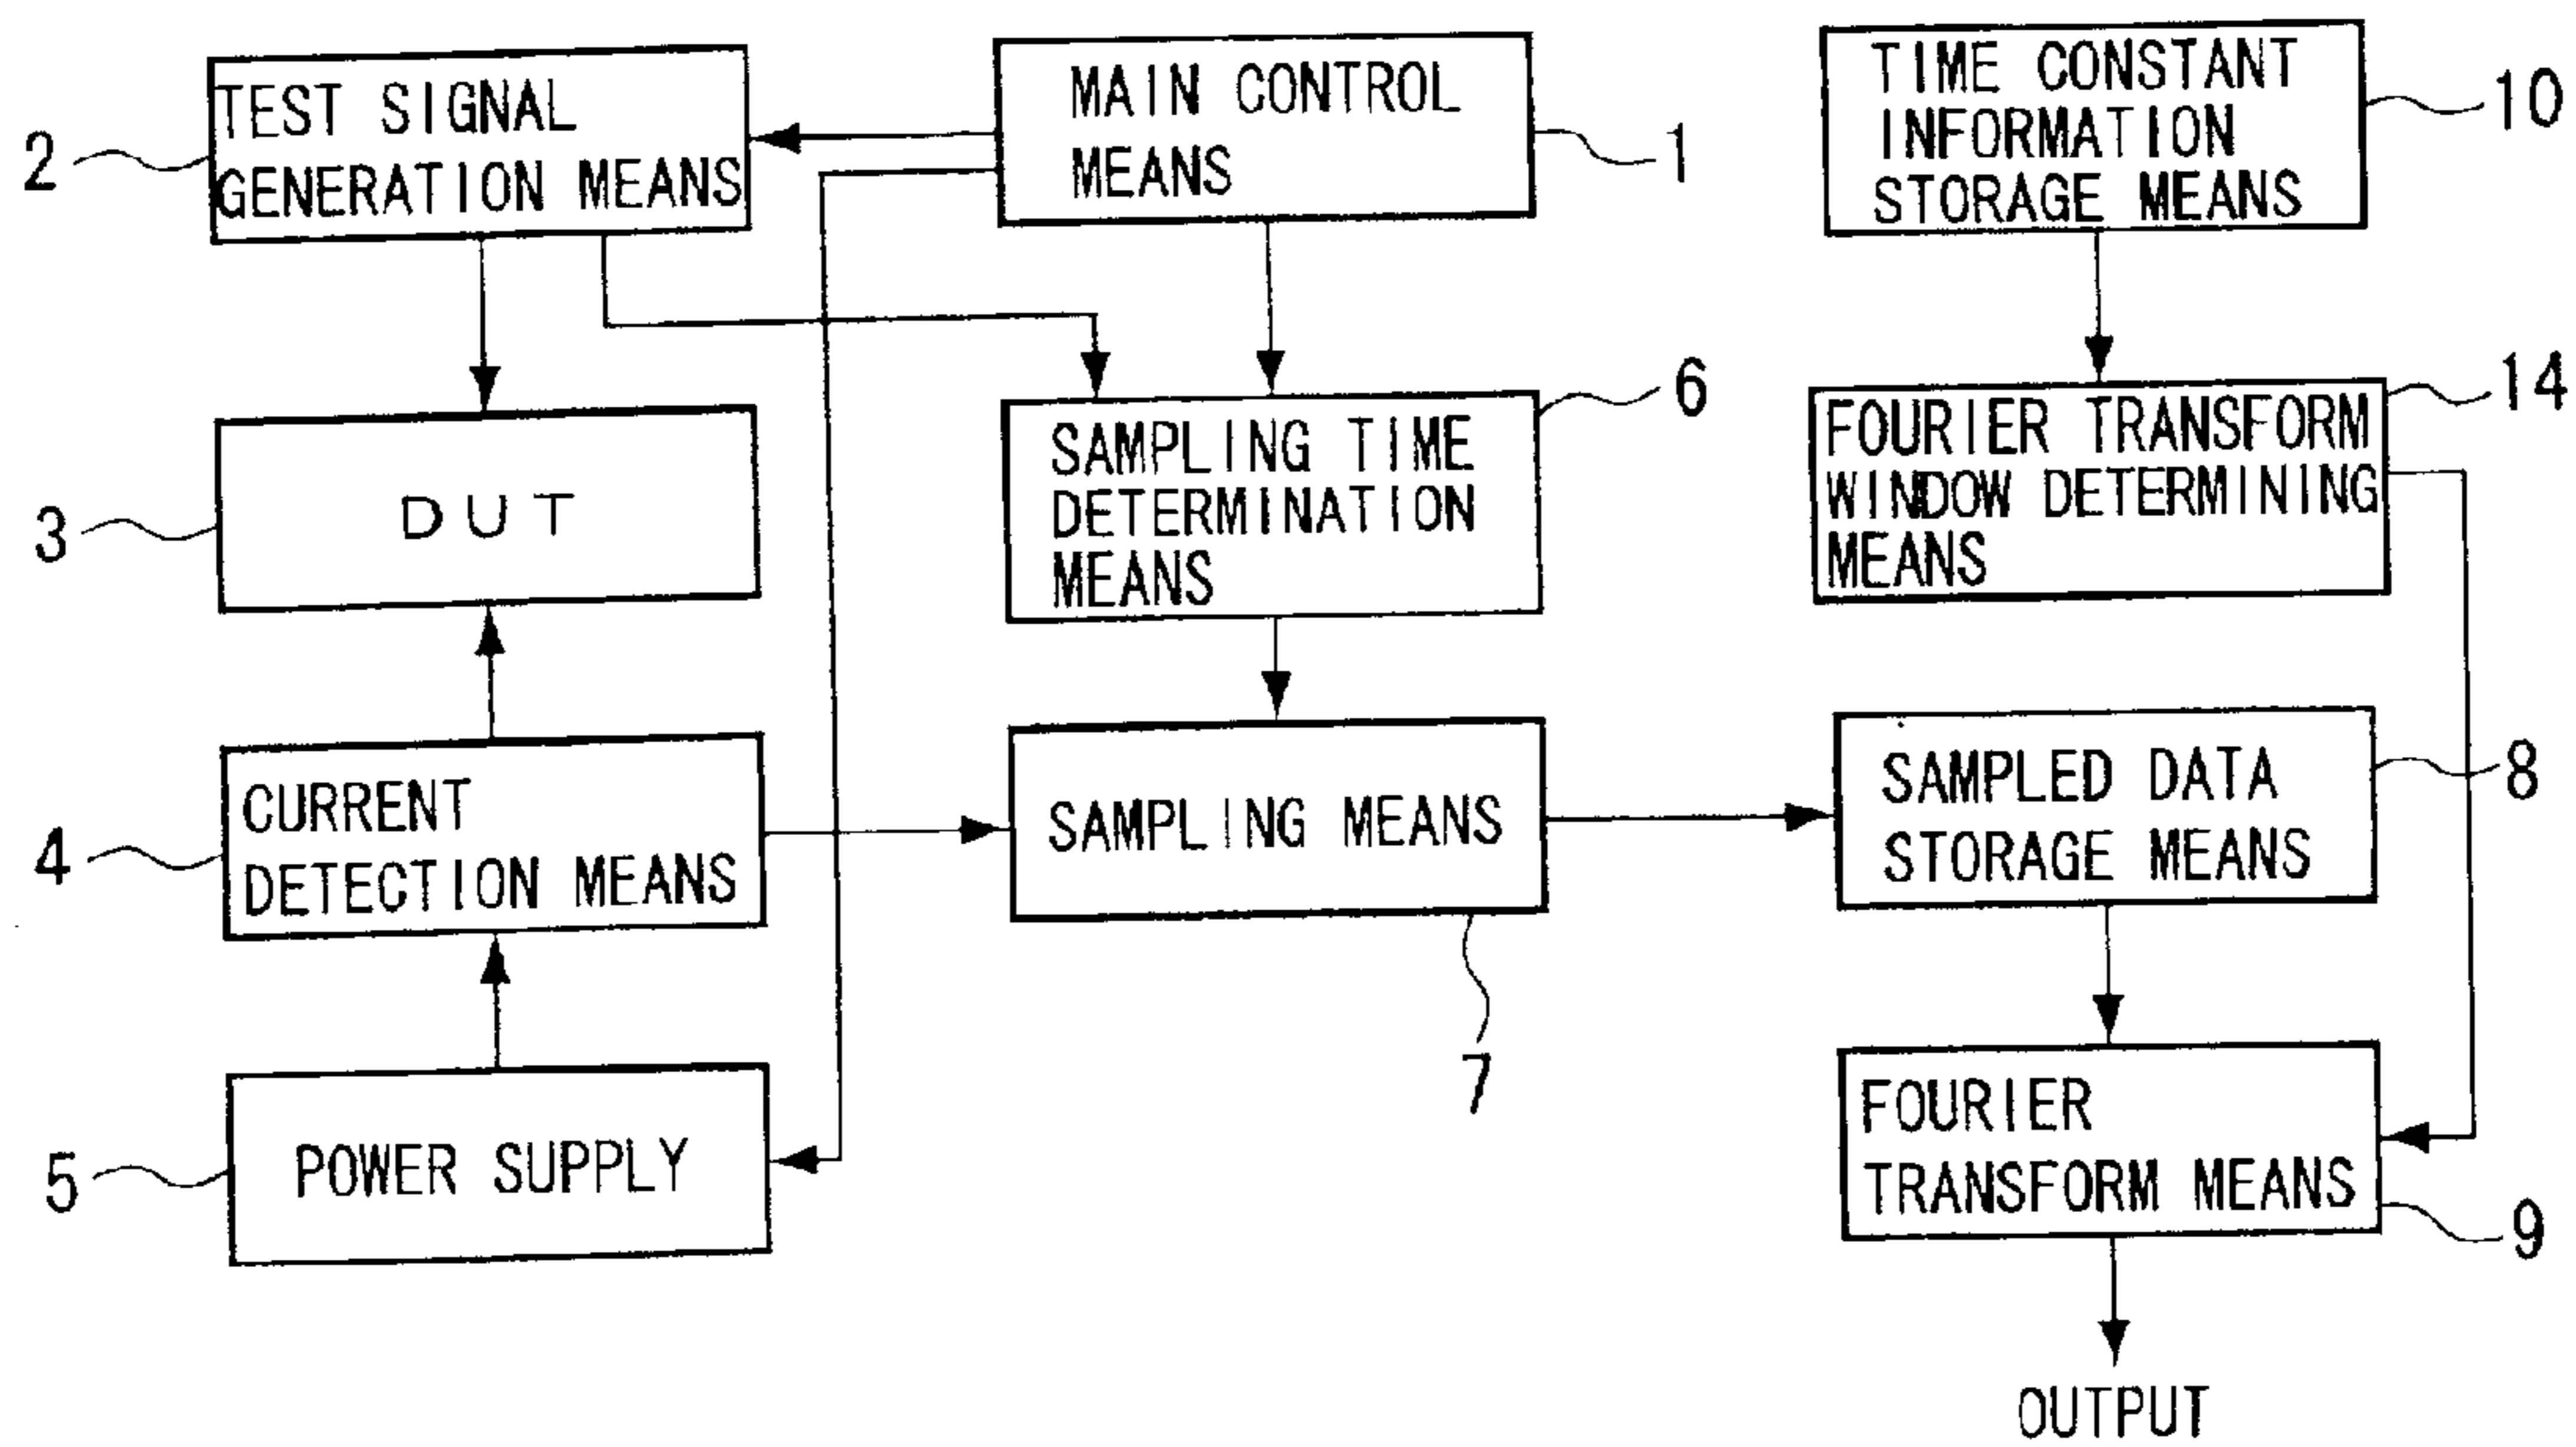 TEST SIGNAL
GENERATION MEANS
2
MAIN CONTROL
MEANS
1
TIME CONSTANT
INFORMATION
STORAGE MEANS
10
DUT
3
SAMPLING TIME
DETERMINATION
MEANS
6
FOURIER TRANSFORM
WINDOW DETERMINING
MEANS
14
CURRENT
DETECTION MEANS
4
SAMPLING MEANS
7
SAMPLED DATA
STORAGE MEANS
8
POWER SUPPLY
5
FOURIER
TRANSFORM MEANS
9
OUTPUT